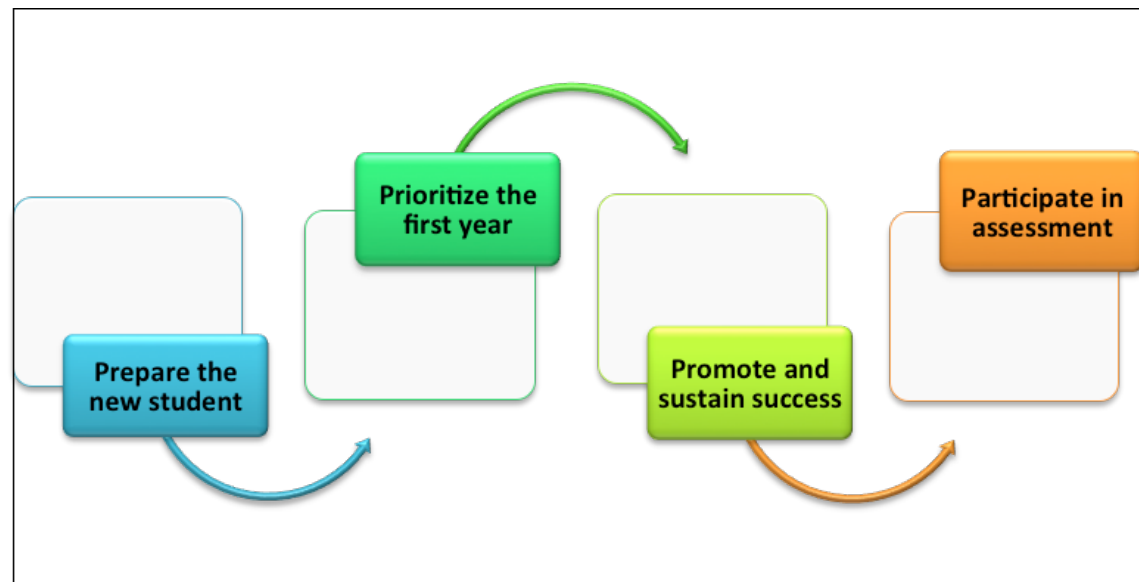 Prepare the
new student
Prioritize the
first year
Promote and
sustain success
Participate in
assessment